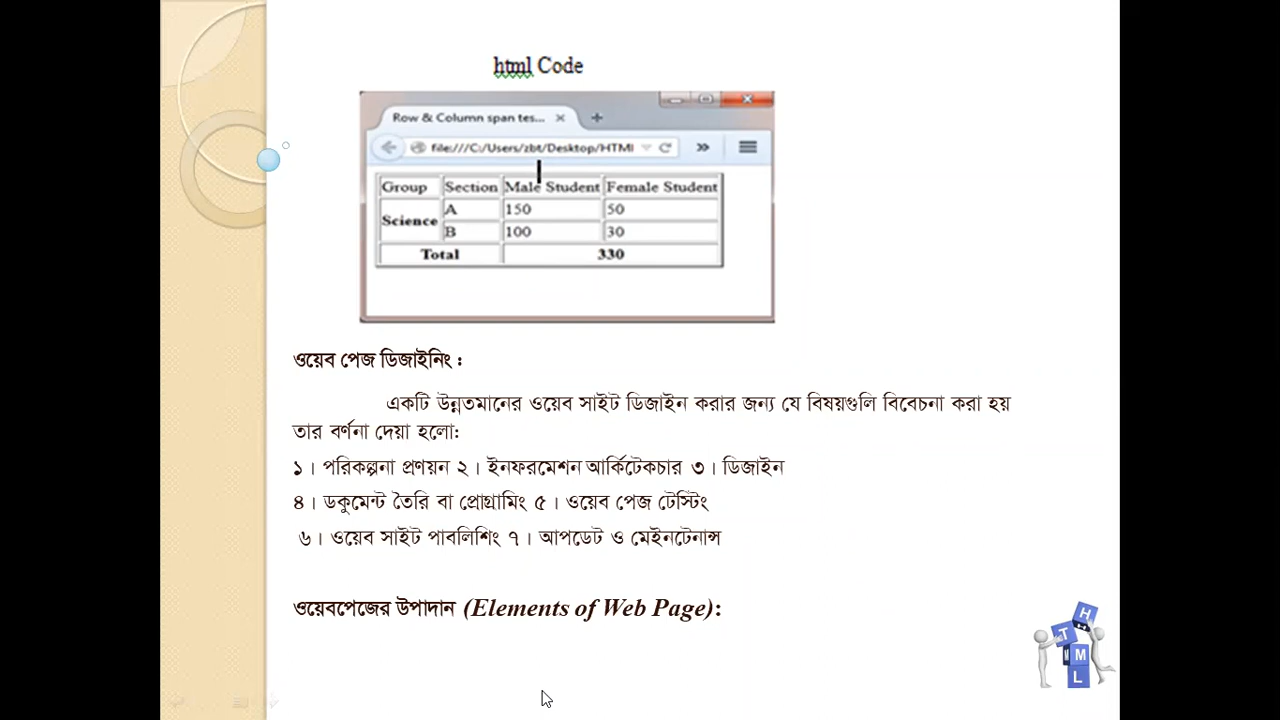 html Code
Row & Column span tes...
file:///C:/Users/zbt/Desktop/HTMl
Group Section Male Student Female Student
Science A 150 50
B 100 30
Total 330
ওয়েব পেজ ডিজাইনিং :
একটি উন্নতমানের ওয়েব সাইট ডিজাইন করার জন্য যে বিষয়গুলি বিবেচনা করা হয়
তার বর্ণনা দেয়া হলো:
১। পরিকল্পনা প্রণয়ন ২। ইনফরমেশন আর্কিটেকচার ৩। ডিজাইন
৪। ডকুমেন্ট তৈরি বা প্রোগ্রামিং ৫। ওয়েব পেজ টেস্টিং
৬। ওয়েব সাইট পাবলিশিং ৭। আপডেট ও মেইনটেনান্স
ওয়েবপেজের উপাদান (Elements of Web Page):
H
T M
M
L